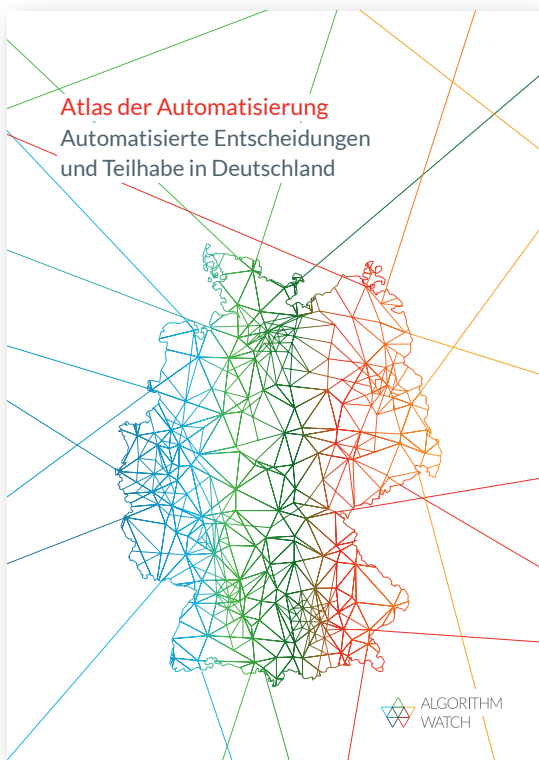 Atlas der Automatisierung
Automatisierte Entscheidungen
und Teilhabe in Deutschland
ALGORITHM
WATCH